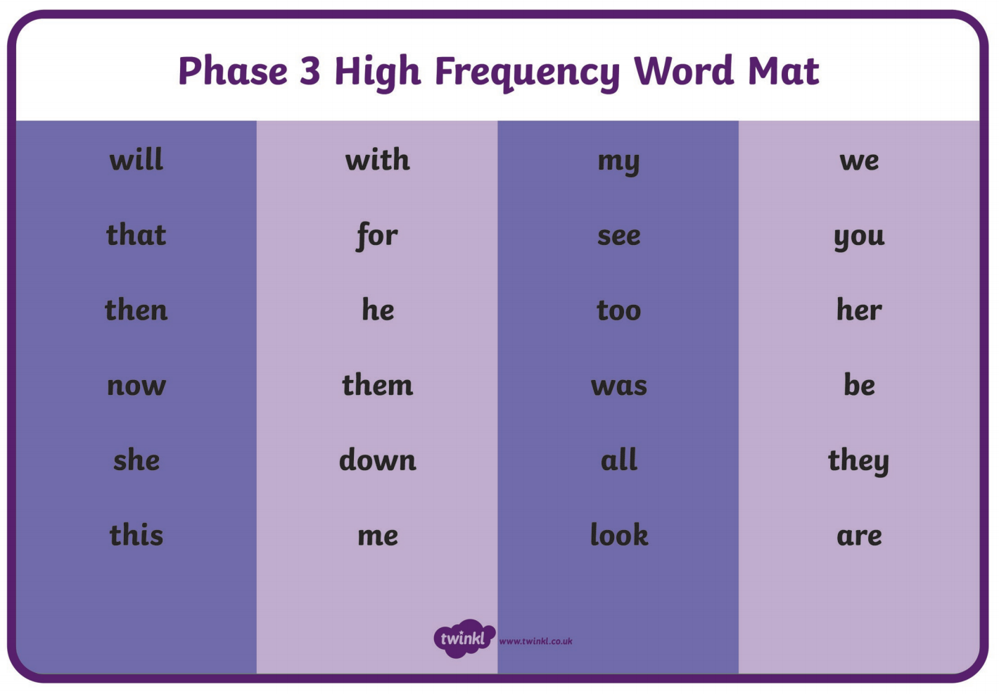 Phase 3 High Frequency Word Mat
will with my we
that for see you
then he too her
now them was be
she down all they
this me look are
twinkl www.twinkl.co.uk